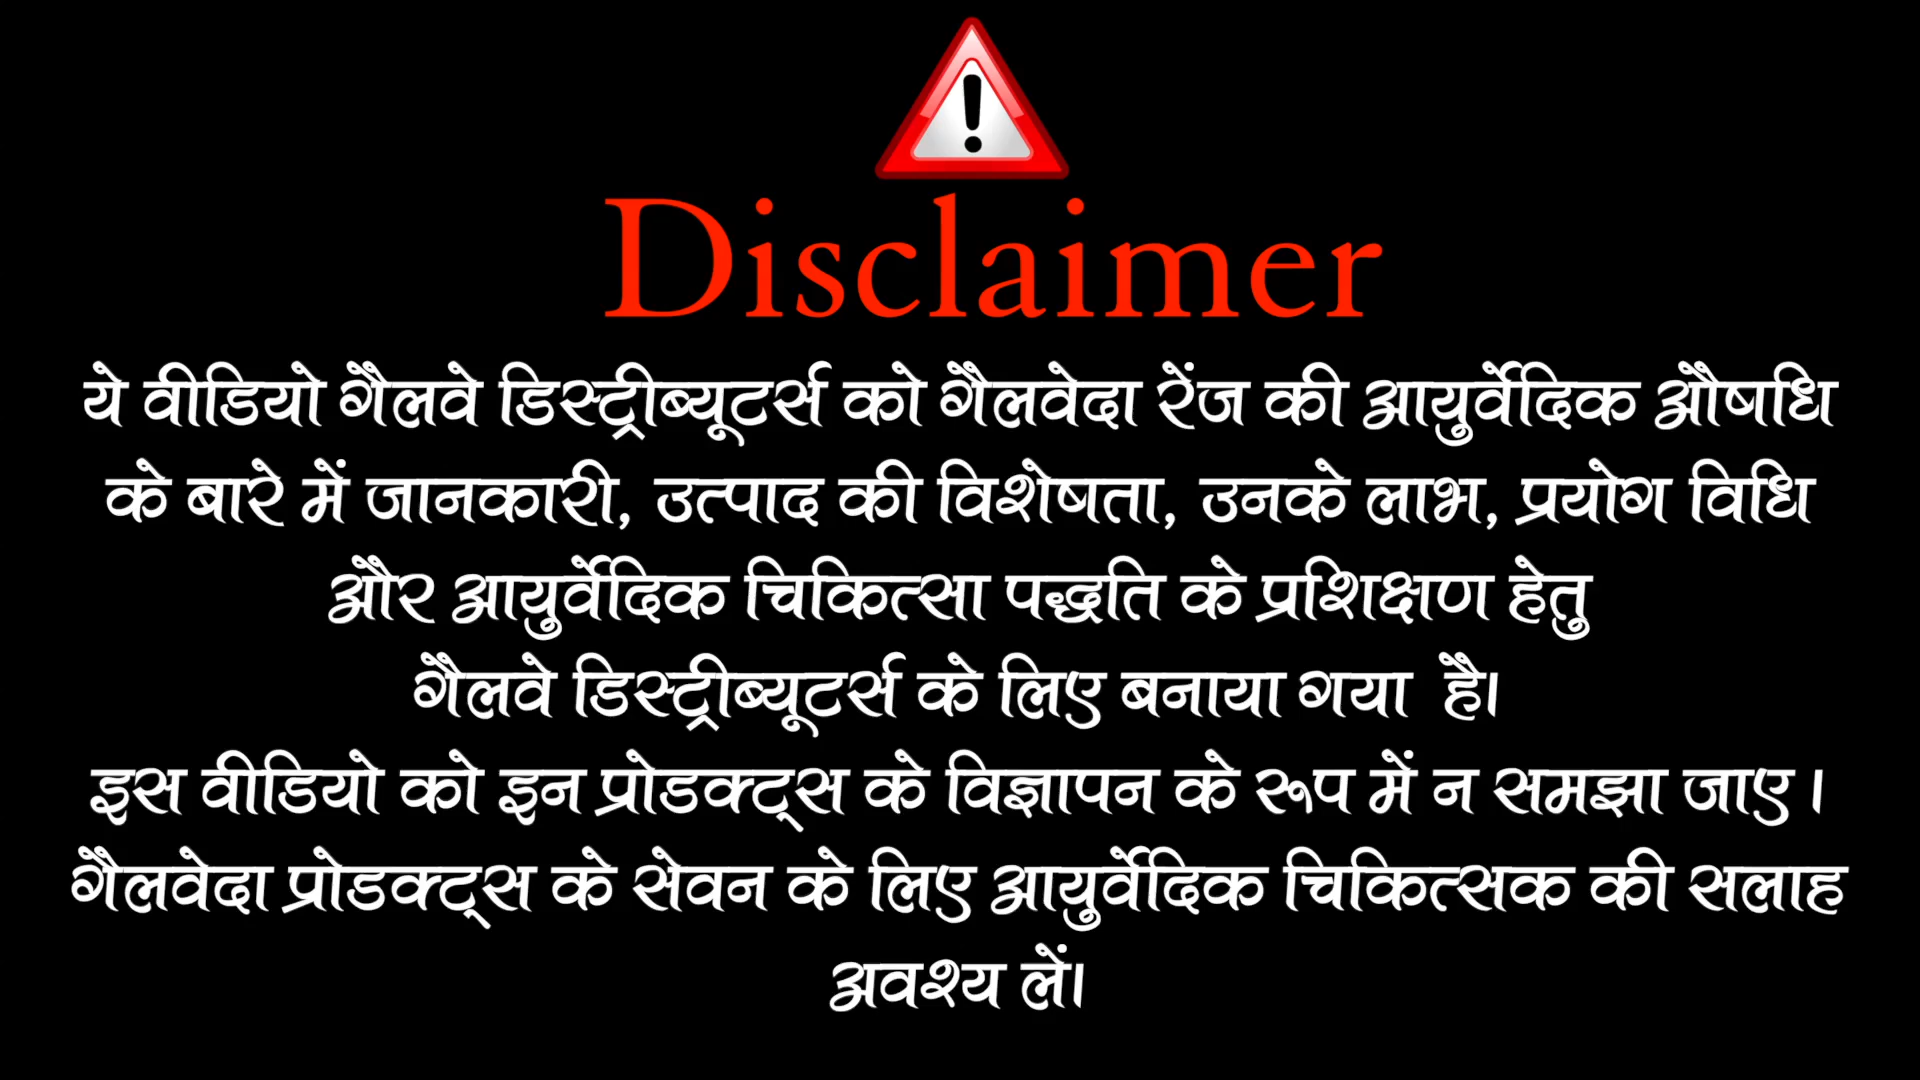 Disclaimer
ये वीडियो गैलवे डिस्ट्रीब्यूटर्स को गैलवेदा रेंज की आयुर्वेदिक औषधि
के बारे में जानकारी, उत्पाद की विशेषता, उनके लाभ, प्रयोग विधि
और आयुर्वेदिक चिकित्सा पद्धति के प्रशिक्षण हेतु
गैलवे डिस्ट्रीब्यूटर्स के लिए बनाया गया है।
इस वीडियो को इन प्रोडक्ट्स के विज्ञापन के रूप में न समझा जाए।
गैलवेदा प्रोडक्ट्स के सेवन के लिए आयुर्वेदिक चिकित्सक की सलाह
अवश्य लें।